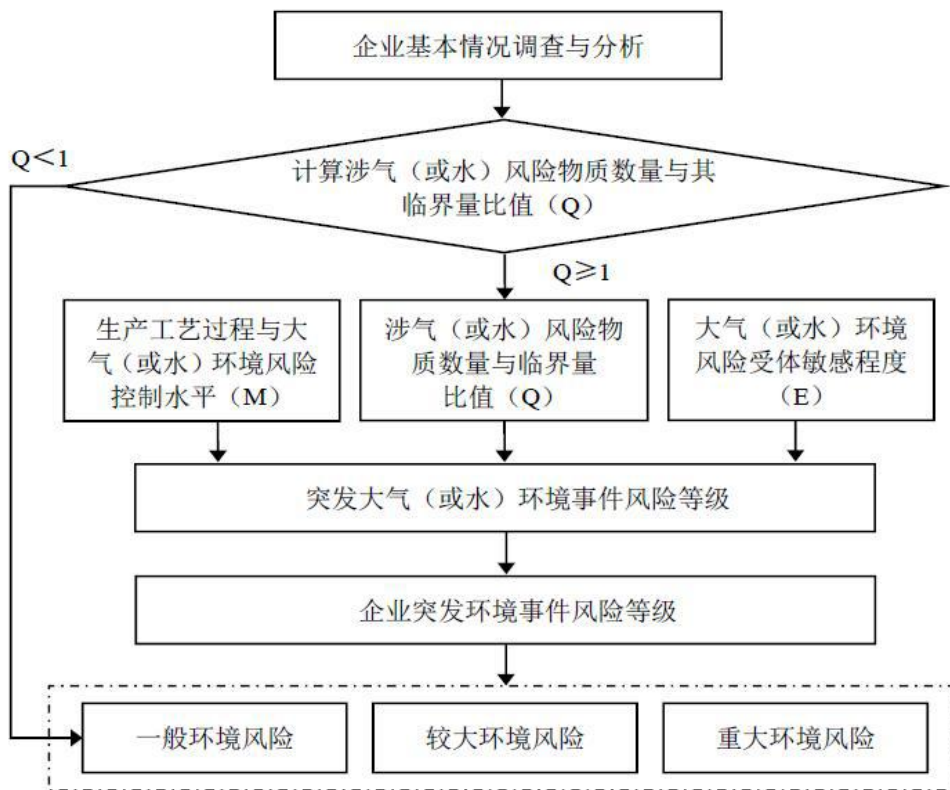 企业基本情况调查与分析
Q＜1
计算涉气（或水）风险物质数量与其
临界量比值（Q）
Q≥1
生产工艺过程与大
气（或水）环境风险
控制水平（M）
涉气（或水）风险物
质数量与临界量
比值（Q）
大气（或水）环境
风险受体敏感程度
（E）
突发大气（或水）环境事件风险等级
企业突发环境事件风险等级
一般环境风险
较大环境风险
重大环境风险